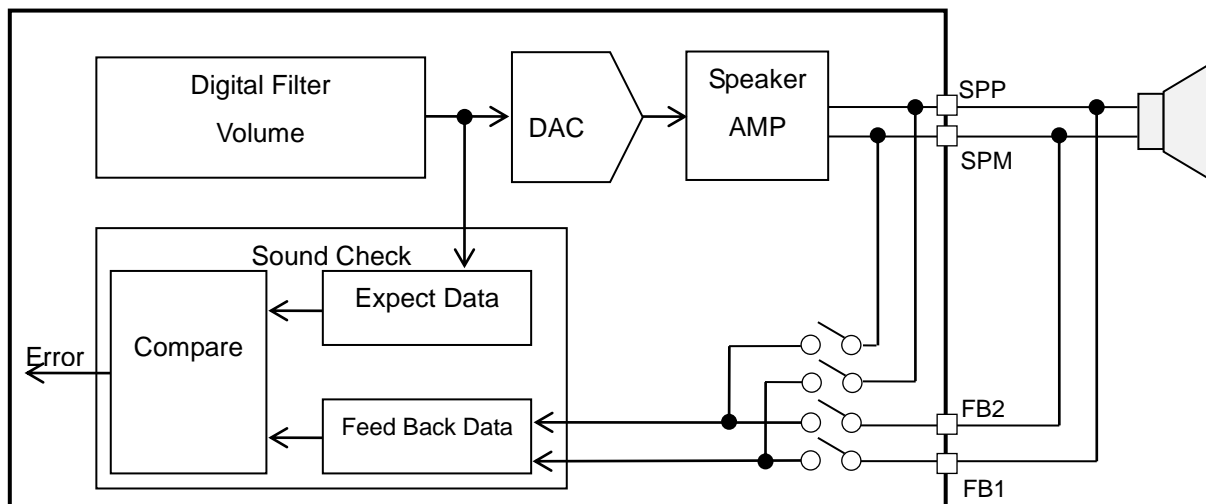 Digital Filter
Volume
DAC
Speaker
AMP
SPP
SPM
Sound Check
Expect Data
Compare
Error
Feed Back Data
FB2
FB1